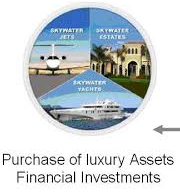 SKYWATER
JETS
SKYWATER
ESTATES
SKYWATER
YACHTS
Purchase of luxury Assets
Financial Investments